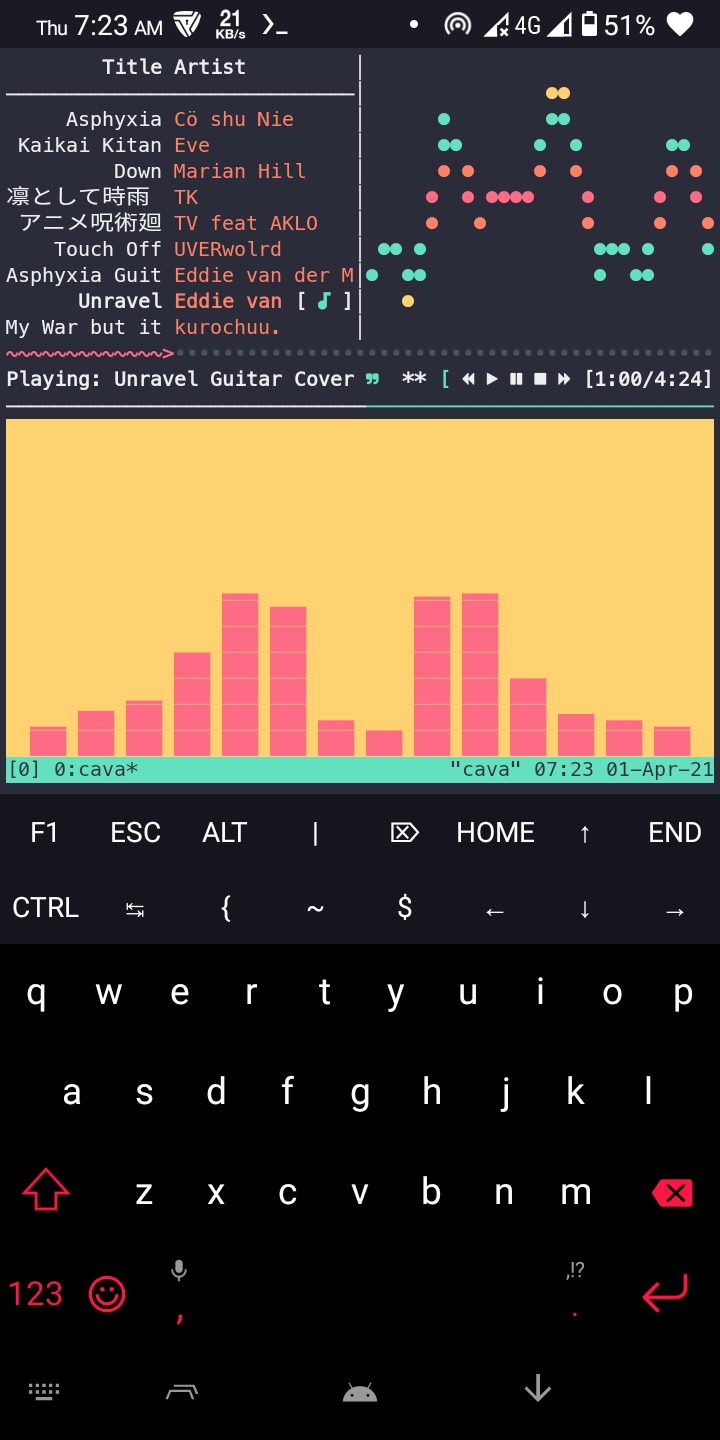 Thu 7:23 AM 21 KB/s 4G 51%
Title Artist
Asphyxia Cö shu Nie
Kaikai Kitan Eve
Down Marian Hill
凛として時雨 TK
アニメ呪術廻 TV feat AKLO
Touch Off UVERwolrd
Asphyxia Guit Eddie van der M
Unravel Eddie van [ ♪ ]
My War but it kurochuu.
~~~~~~~~~~~~~>
Playing: Unravel Guitar Cover ❞ ** [ ⏪ ▶ ⏸ ⏹ ⏩ [1:00/4:24]
[0] 0:cava* "cava" 07:23 01-Apr-21
F1 ESC ALT | ⌦ HOME ↑ END
CTRL ↹ { ~ $ ← ↓ →
q w e r t y u i o p
a s d f g h j k l
z x c v b n m
,!?
123 , .